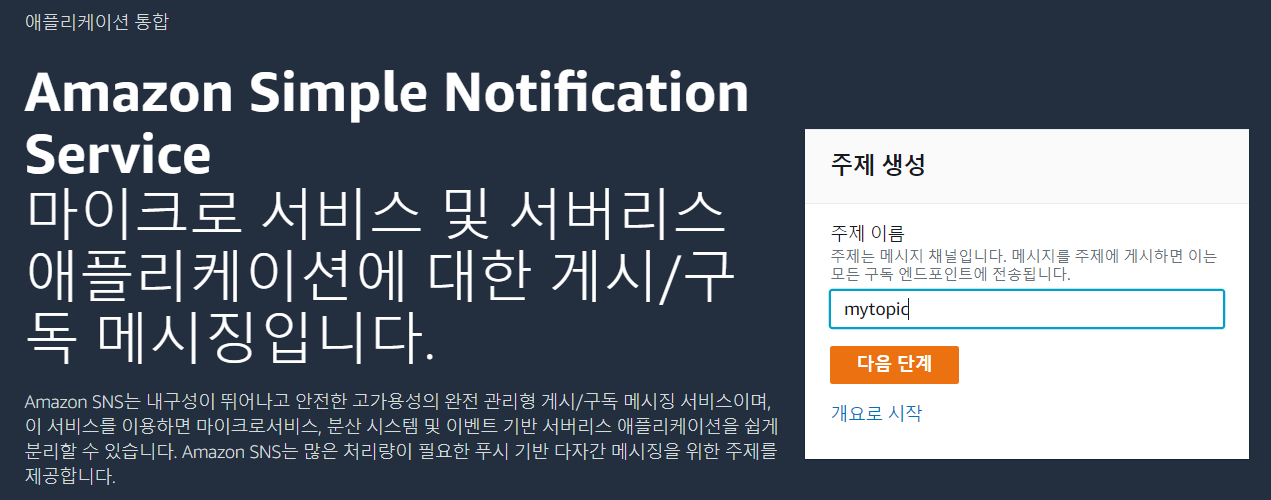 애플리케이션 통합
Amazon Simple Notification
Service
마이크로 서비스 및 서버리스
애플리케이션에 대한 게시/구
독 메시징입니다.
Amazon SNS는 내구성이 뛰어나고 안전한 고가용성의 완전 관리형 게시/구독 메시징 서비스이며,
이 서비스를 이용하면 마이크로서비스, 분산 시스템 및 이벤트 기반 서버리스 애플리케이션을 쉽게
분리할 수 있습니다. Amazon SNS는 많은 처리량이 필요한 푸시 기반 다자간 메시징을 위한 주제를
제공합니다.
주제 생성
주제 이름
주제는 메시지 채널입니다. 메시지를 주제에 게시하면 이는
모든 구독 엔드포인트에 전송됩니다.
mytopic
다음 단계
개요로 시작